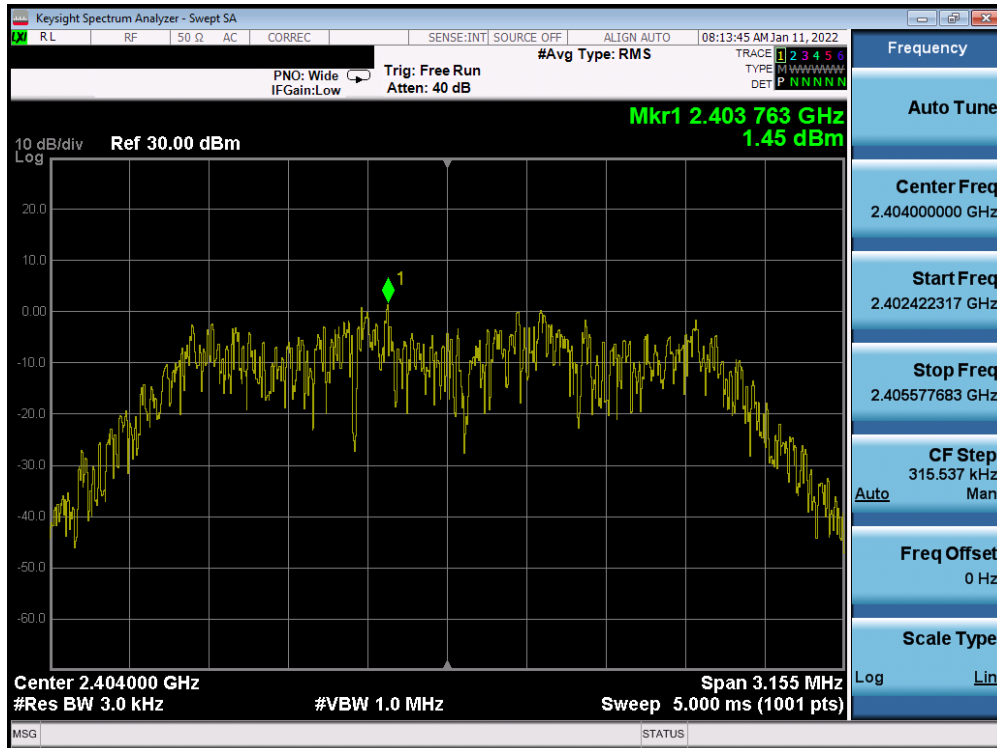 Keysight Spectrum Analyzer - Swept SA
LXI RL RF 50 Ω AC CORREC SENSE:INT SOURCE OFF ALIGN AUTO 08:13:45 AM Jan 11, 2022
Frequency
#Avg Type: RMS
TRACE 1 2 3 4 5 6
PNO: Wide Trig: Free Run
TYPE M W W W W W
IFGain:Low Atten: 40 dB
DET P N N N N N
Auto Tune
Mkr1 2.403 763 GHz
1.45 dBm
10 dB/div Ref 30.00 dBm
Log
20.0
10.0
0.00
-10.0
-20.0
-30.0
-40.0
-50.0
-60.0
1
Center Freq
2.404000000 GHz
Start Freq
2.402422317 GHz
Stop Freq
2.405577683 GHz
CF Step
315.537 kHz
Auto Man
Freq Offset
0 Hz
Scale Type
Log Lin
Center 2.404000 GHz Span 3.155 MHz
#Res BW 3.0 kHz #VBW 1.0 MHz Sweep 5.000 ms (1001 pts)
MSG STATUS